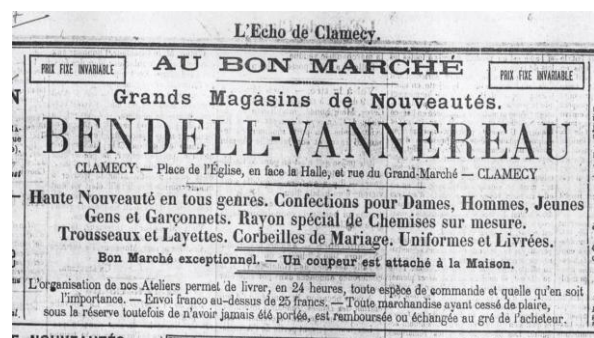 L'Echo de Clamecy.
PRIX FIXE INVARIABLE
AU BON MARCHÉ
PRIX FIXE INVARIABLE
Grands Magasins de Nouveautés.
BENDELL-VANNEREAU
CLAMECY — Place de l'Église, en face la Halle, et rue du Grand-Marché — CLAMECY
Haute Nouveauté en tous genres. Confections pour Dames, Hommes, Jeunes
Gens et Garçonnets. Rayon spécial de Chemises sur mesure.
Trousseaux et Layettes. Corbeilles de Mariage. Uniformes et Livrées.
Bon Marché exceptionnel. — Un coupeur est attaché à la Maison.
L'organisation de nos Ateliers permet de livrer, en 24 heures, toute espèce de commande et quelle qu'en soit
l'importance. — Envoi franco au-dessus de 25 francs. — Toute marchandise ayant cessé de plaire,
sous la réserve toutefois de n'avoir jamais été portée, est remboursée ou échangée au gré de l'acheteur.